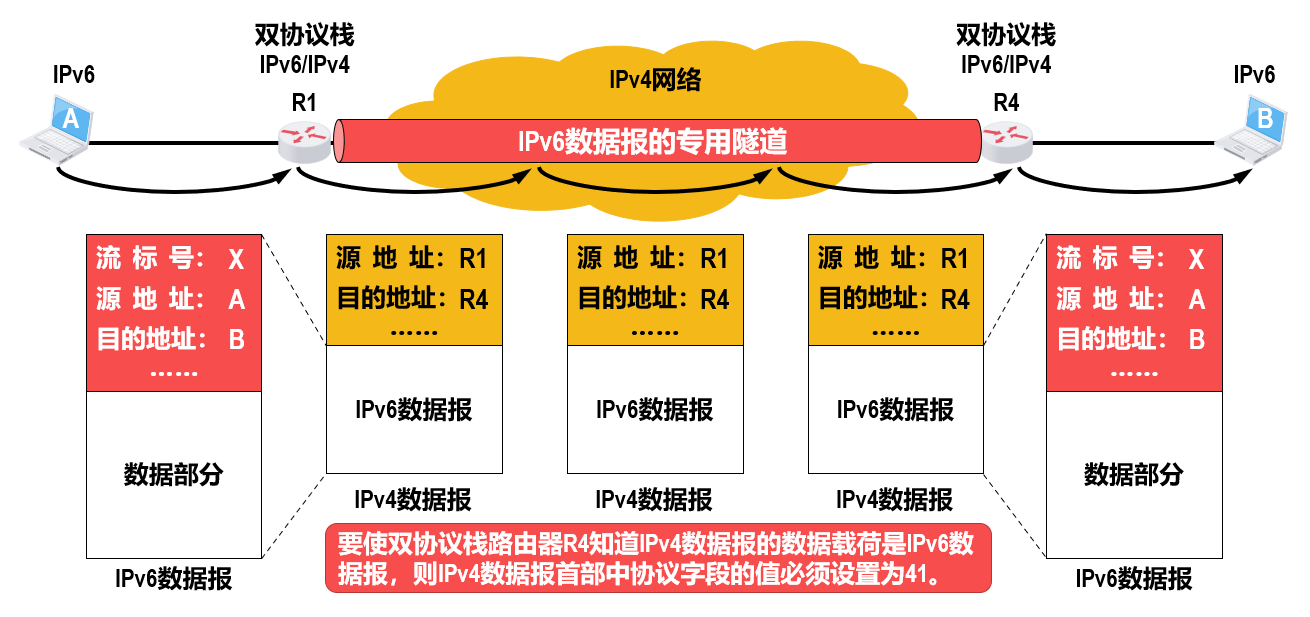 双协议栈
IPv6/IPv4
双协议栈
IPv6/IPv4
IPv6
IPv4网络
IPv6
R1
R4
A
B
IPv6数据报的专用隧道
流标号：X
源地址：A
目的地址：B
……
数据部分
IPv6数据报
源地址：R1
目的地址：R4
……
IPv6数据报
IPv4数据报
源地址：R1
目的地址：R4
……
IPv6数据报
IPv4数据报
源地址：R1
目的地址：R4
……
IPv6数据报
IPv4数据报
流标号：X
源地址：A
目的地址：B
……
数据部分
IPv6数据报
要使双协议栈路由器R4知道IPv4数据报的数据载荷是IPv6数
据报，则IPv4数据报首部中协议字段的值必须设置为41。